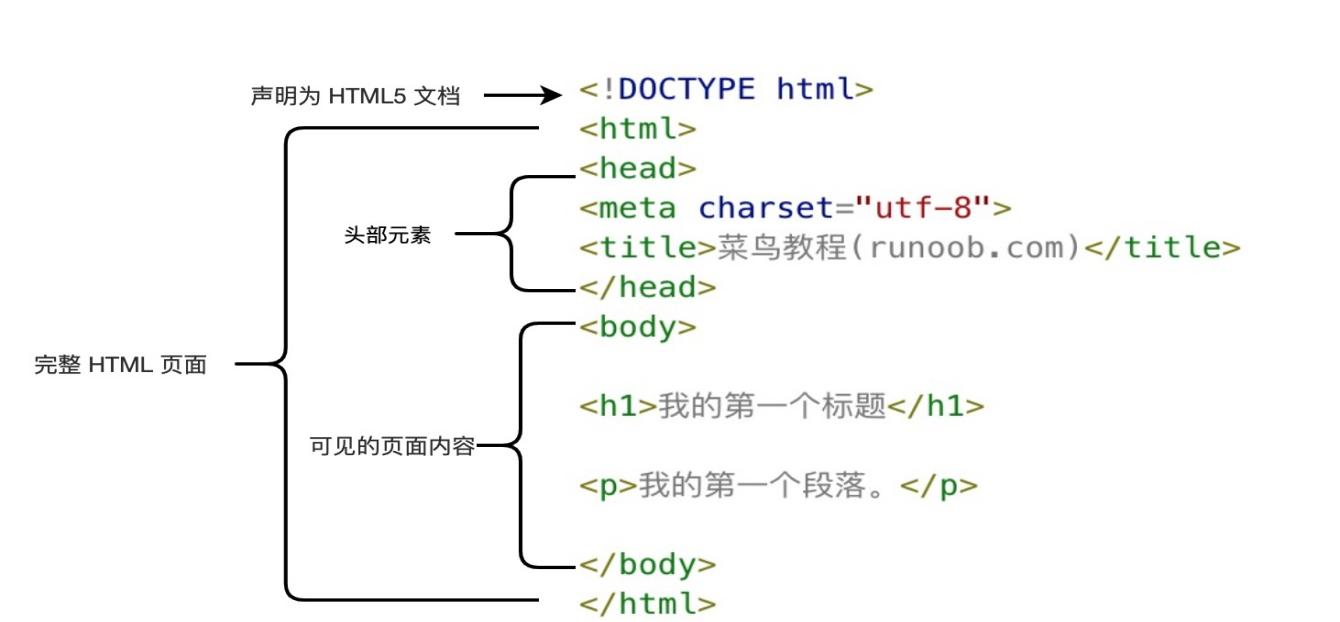 声明为 HTML5 文档
<!DOCTYPE html>
<html>
<head>
<meta charset="utf-8">
头部元素
<title>菜鸟教程(runoob.com)</title>
</head>
<body>
完整 HTML 页面
<h1>我的第一个标题</h1>
可见的页面内容
<p>我的第一个段落。</p>
</body>
</html>